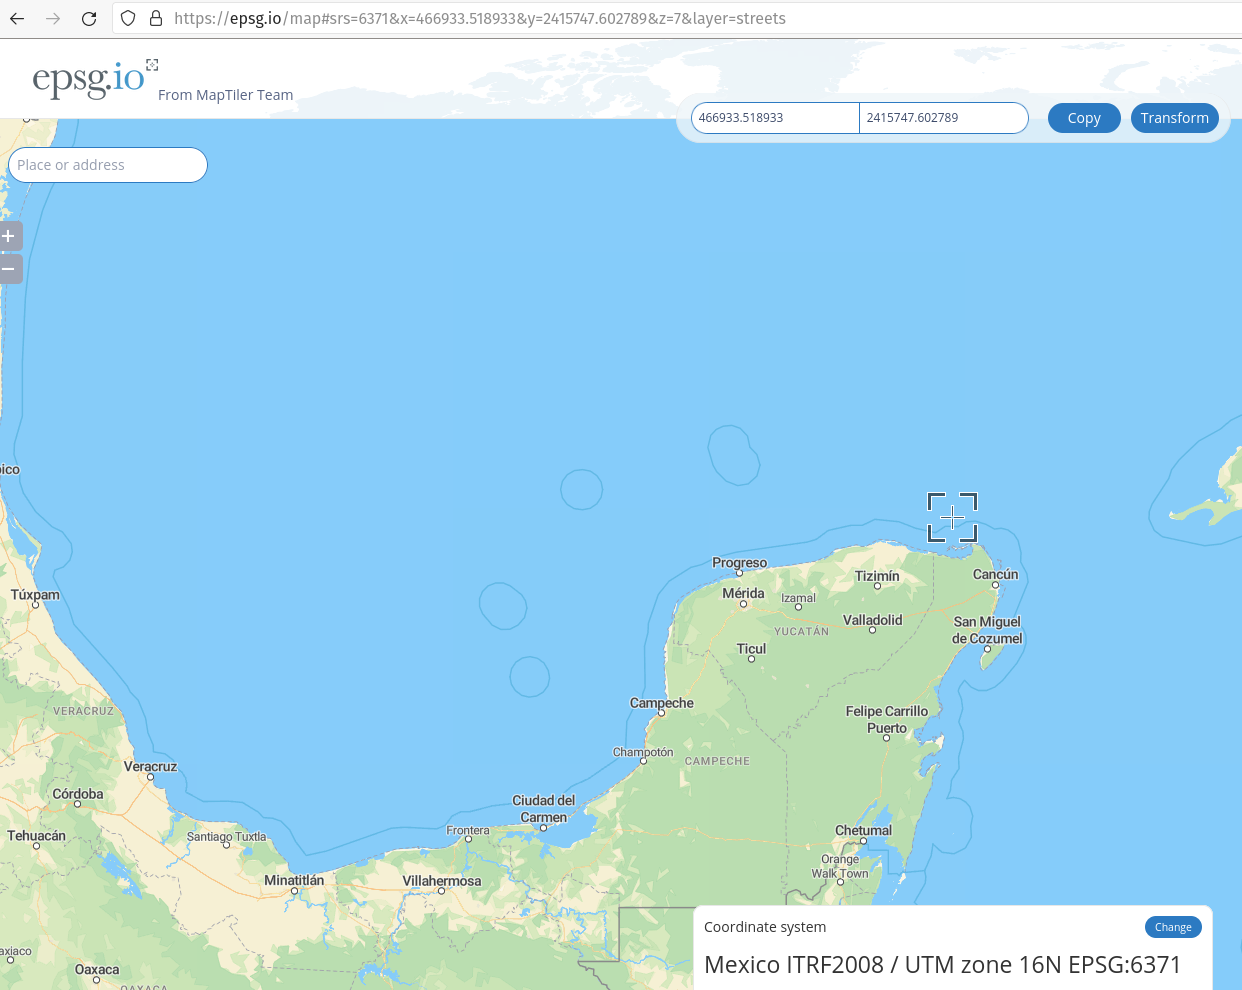 https://epsg.io/map#srs=6371&x=466933.518933&y=2415747.602789&z=7&layer=streets
epsg.io
From MapTiler Team
466933.518933
2415747.602789
Copy
Transform
Place or address
+
−
Progreso
Tizimín
Cancún
Mérida
Izamal
Túxpam
Valladolid
San Miguel
de Cozumel
YUCATÁN
Ticul
Campeche
VERACRUZ
Felipe Carrillo
Puerto
Champotón
CAMPECHE
Veracruz
Córdoba
Ciudad del
Carmen
Frontera
Chetumal
Tehuacán
Santiago Tuxtla
Orange
Walk Town
Minatitlán
Villahermosa
Coordinate system
Change
Mexico ITRF2008 / UTM zone 16N EPSG:6371
Oaxaca
OAXACA